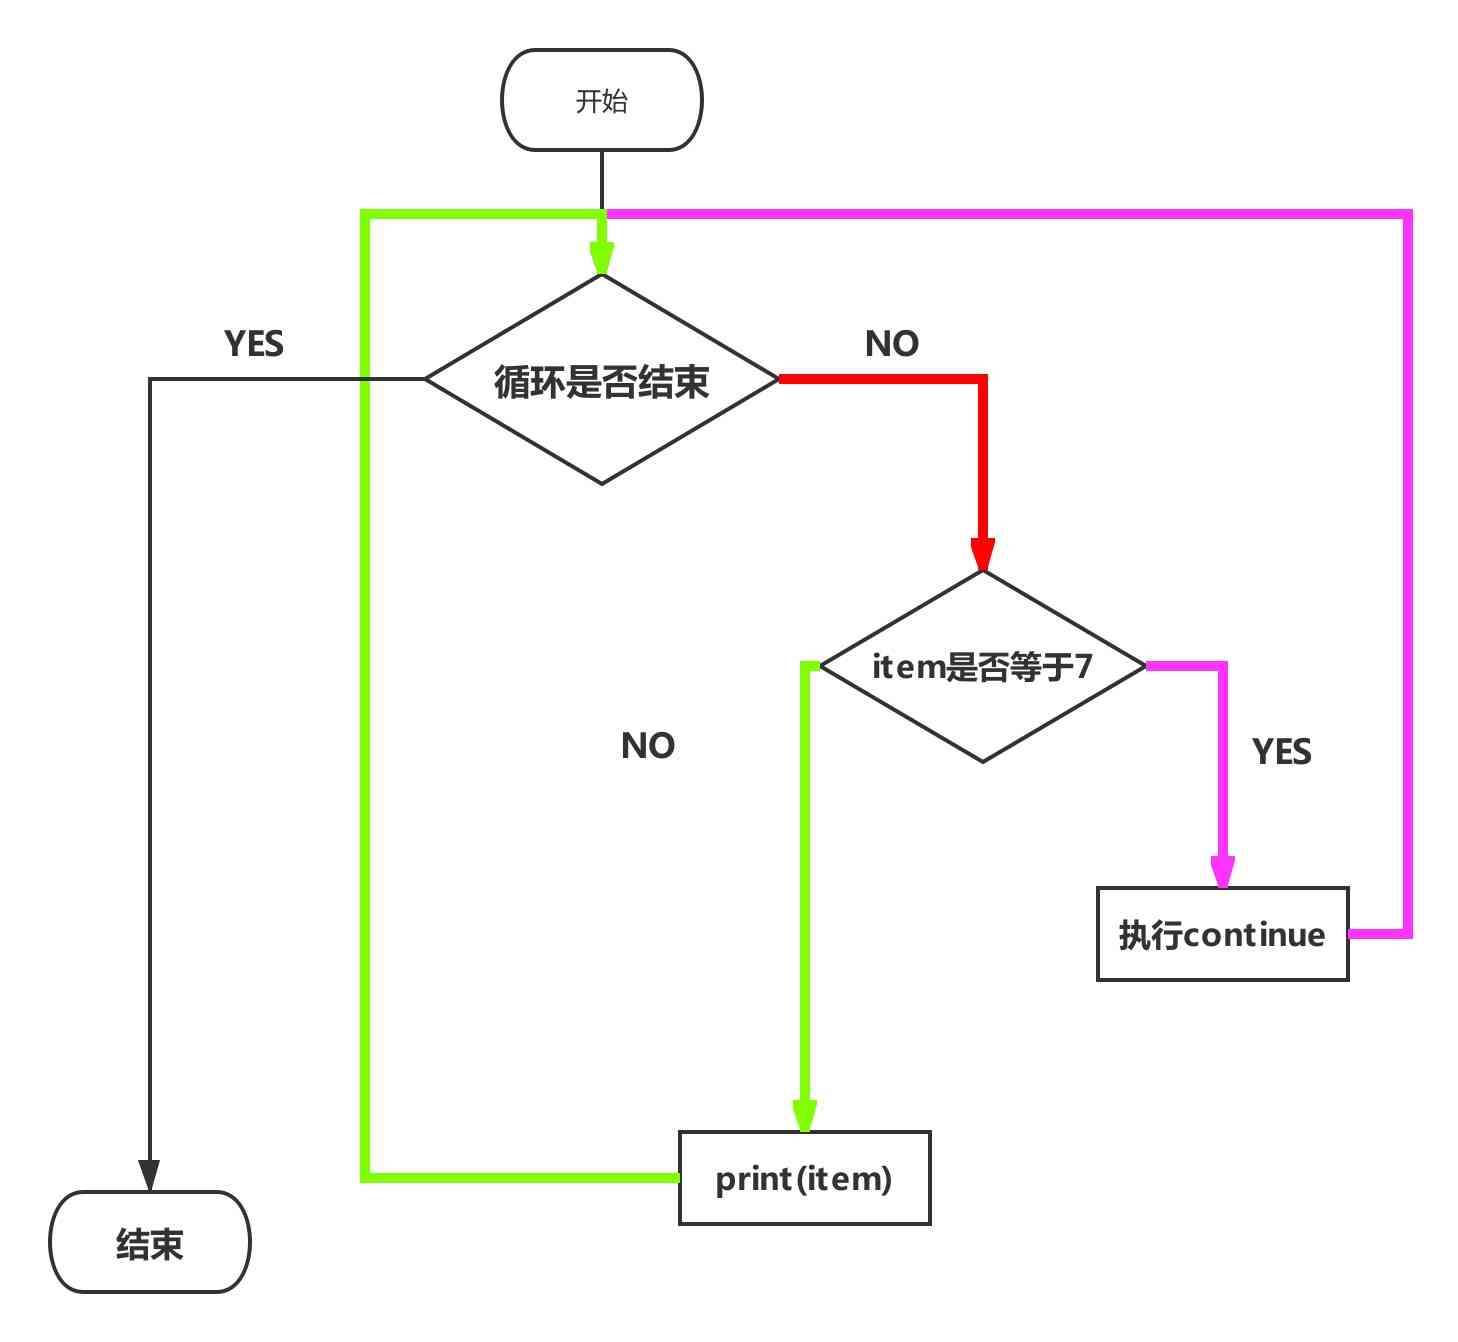 开始
YES
NO
循环是否结束
item是否等于7
NO
YES
执行continue
print(item)
结束